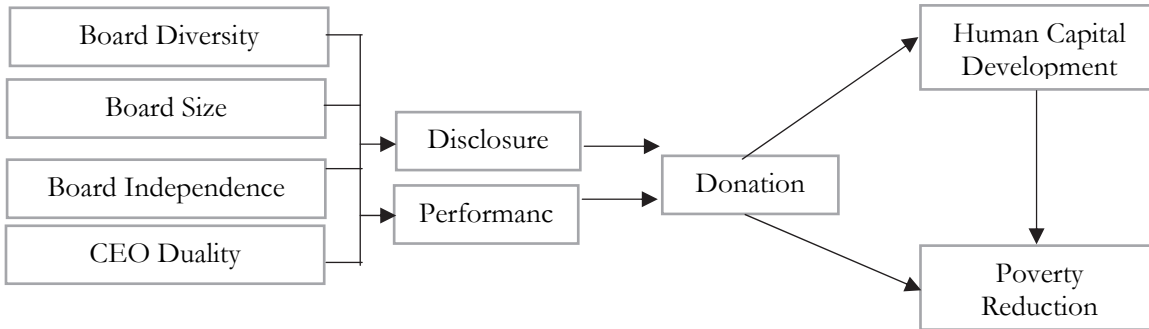 Board Diversity
Board Size
Board Independence
CEO Duality
Disclosure
Performanc
Donation
Human Capital
Development
Poverty
Reduction